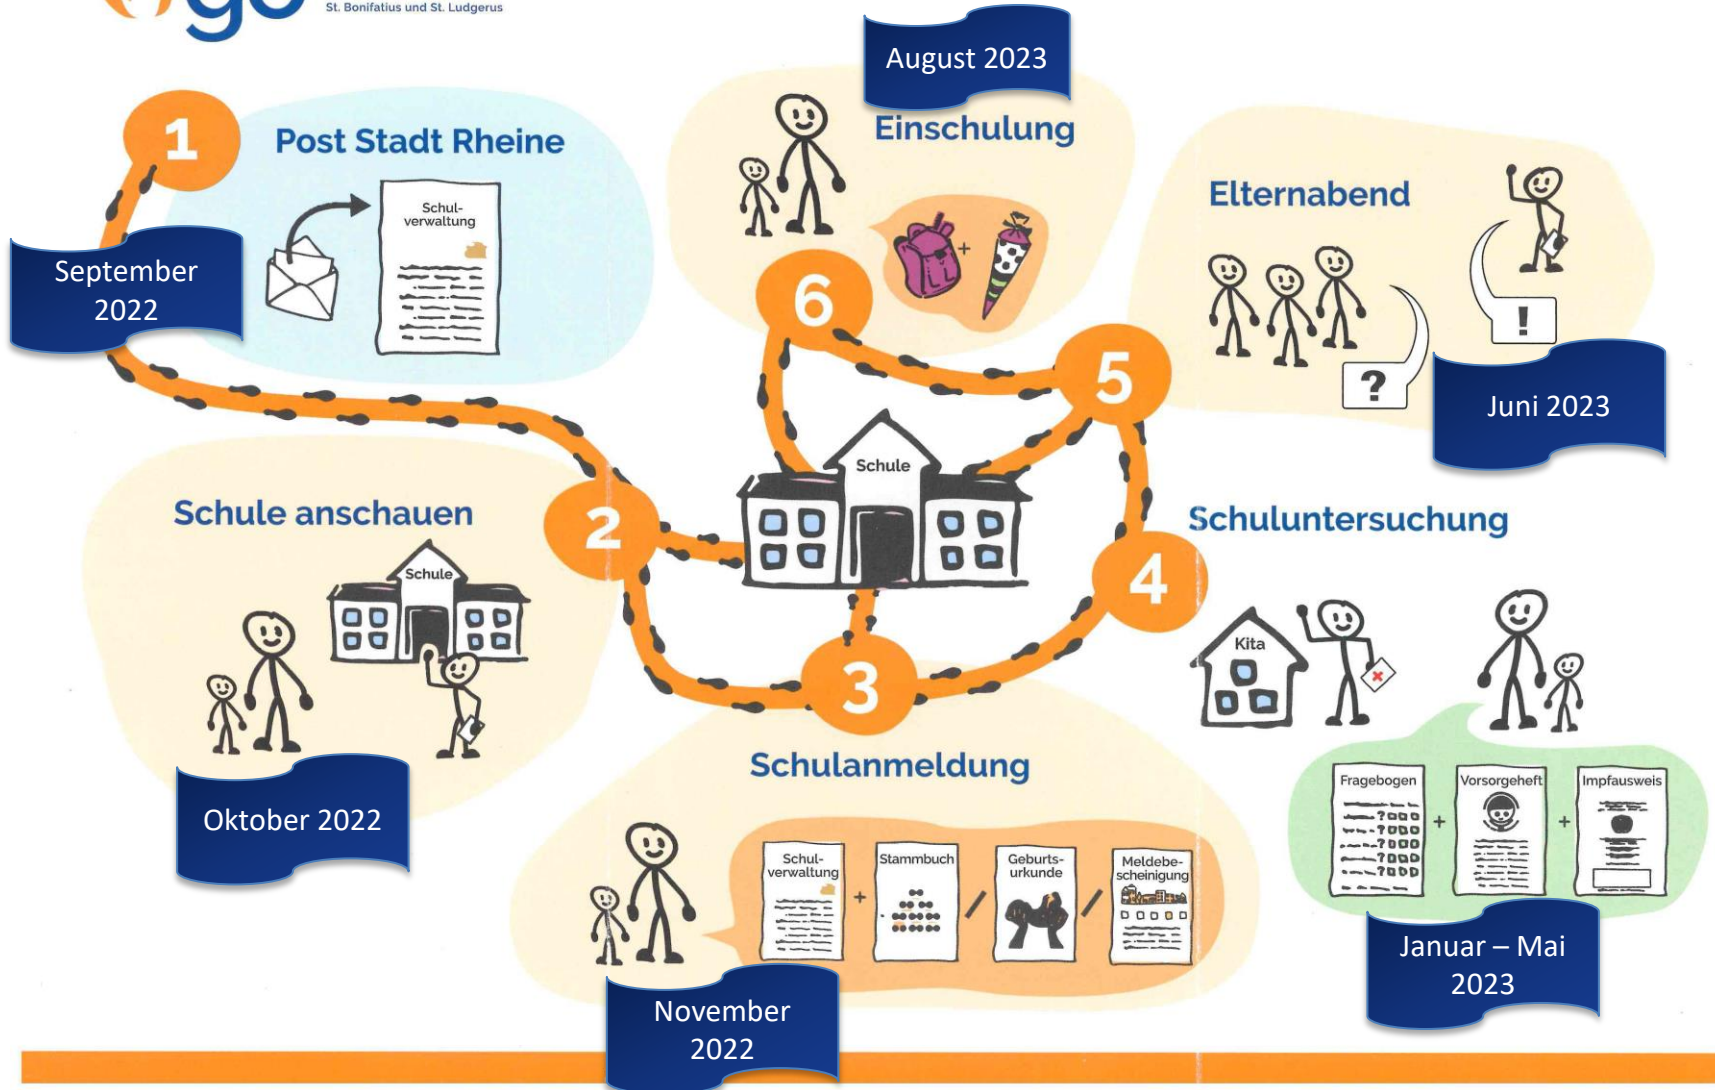 go
St. Bonifatius und St. Ludgerus
August 2023
1
Post Stadt Rheine
Schul-
verwaltung
September
2022
Einschulung
+
6
Elternabend
!
?
5
Juni 2023
Schule anschauen
Schule
2
Oktober 2022
Schule
Schuluntersuchung
4
Kita
Fragebogen
?
?
?
?
?
+
Vorsorgeheft
+
Impfausweis
Januar – Mai
2023
3
Schulanmeldung
Schul-
verwaltung
+
Stammbuch
/
Geburts-
urkunde
/
Meldebe-
scheinigung
November
2022